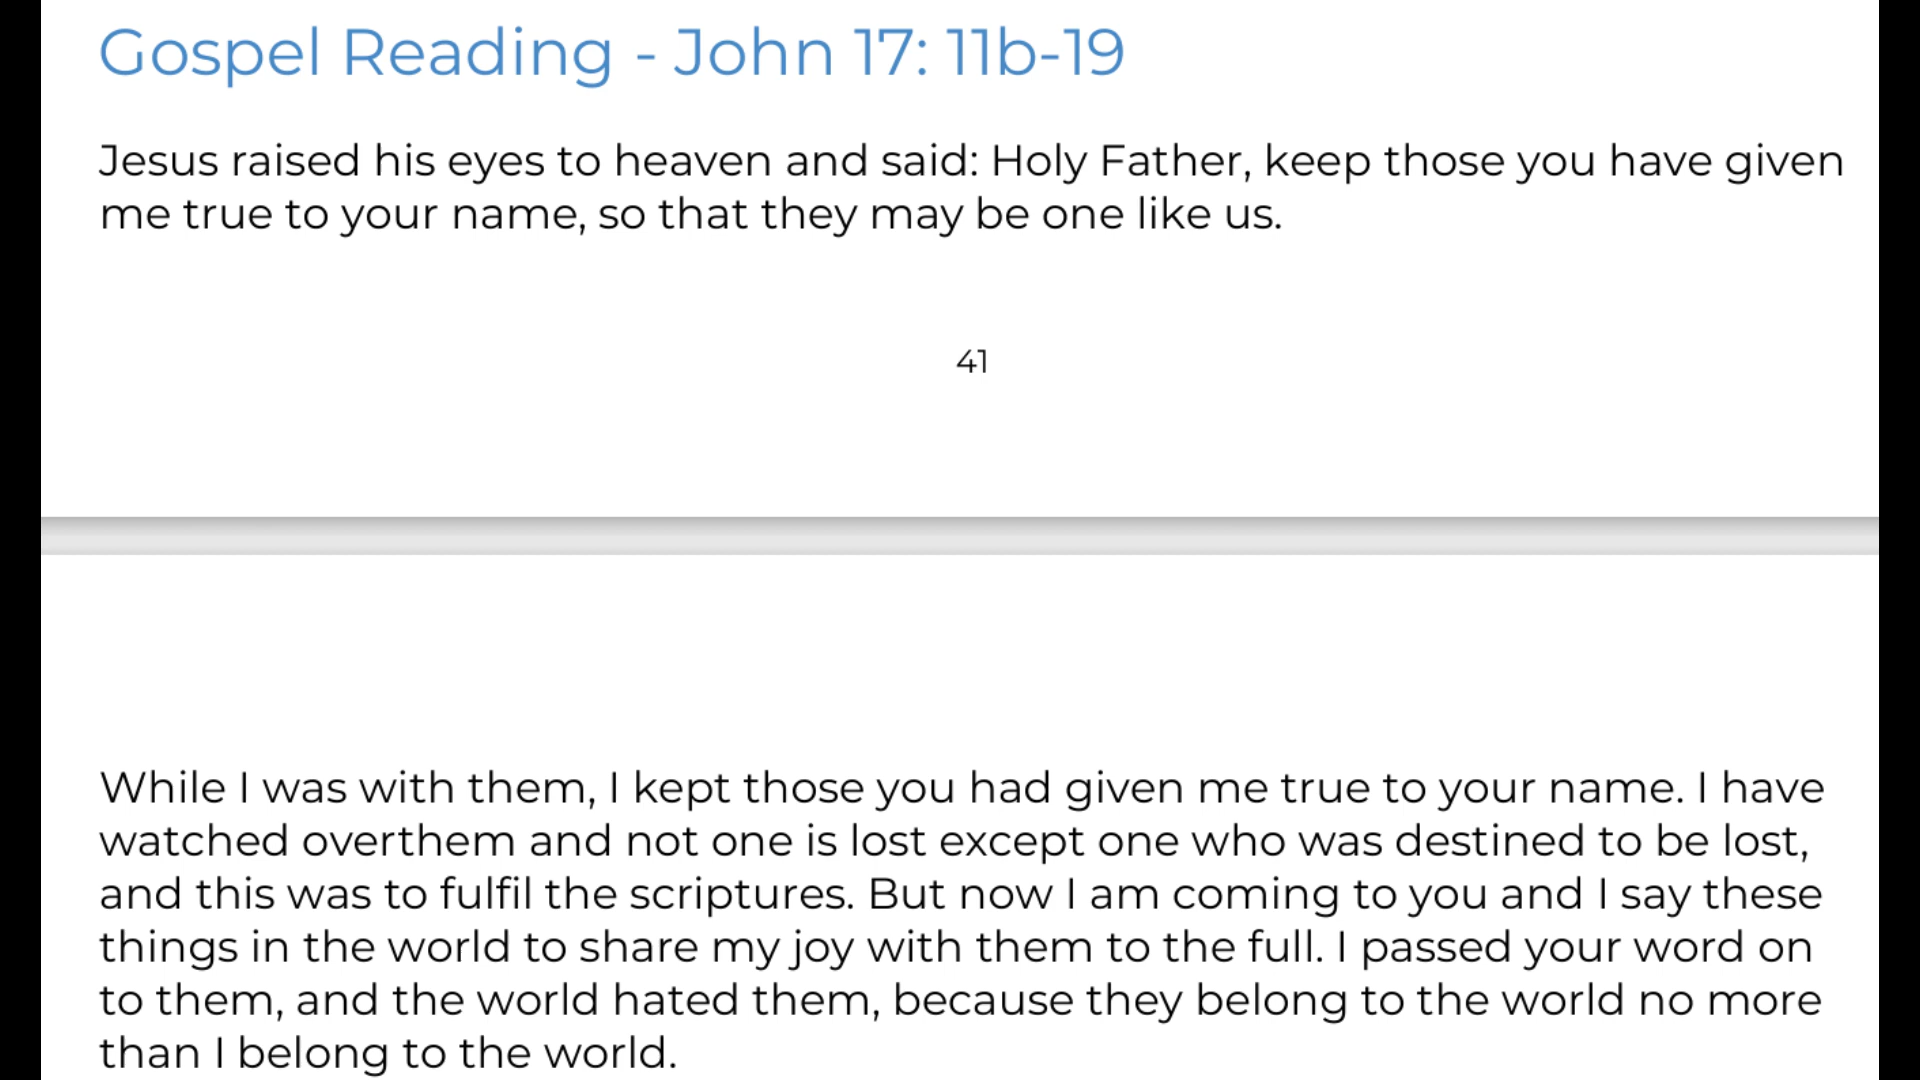 Gospel Reading - John 17: 11b-19
Jesus raised his eyes to heaven and said: Holy Father, keep those you have given
me true to your name, so that they may be one like us.
41
While I was with them, I kept those you had given me true to your name. I have
watched overthem and not one is lost except one who was destined to be lost,
and this was to fulfil the scriptures. But now I am coming to you and I say these
things in the world to share my joy with them to the full. I passed your word on
to them, and the world hated them, because they belong to the world no more
than I belong to the world.